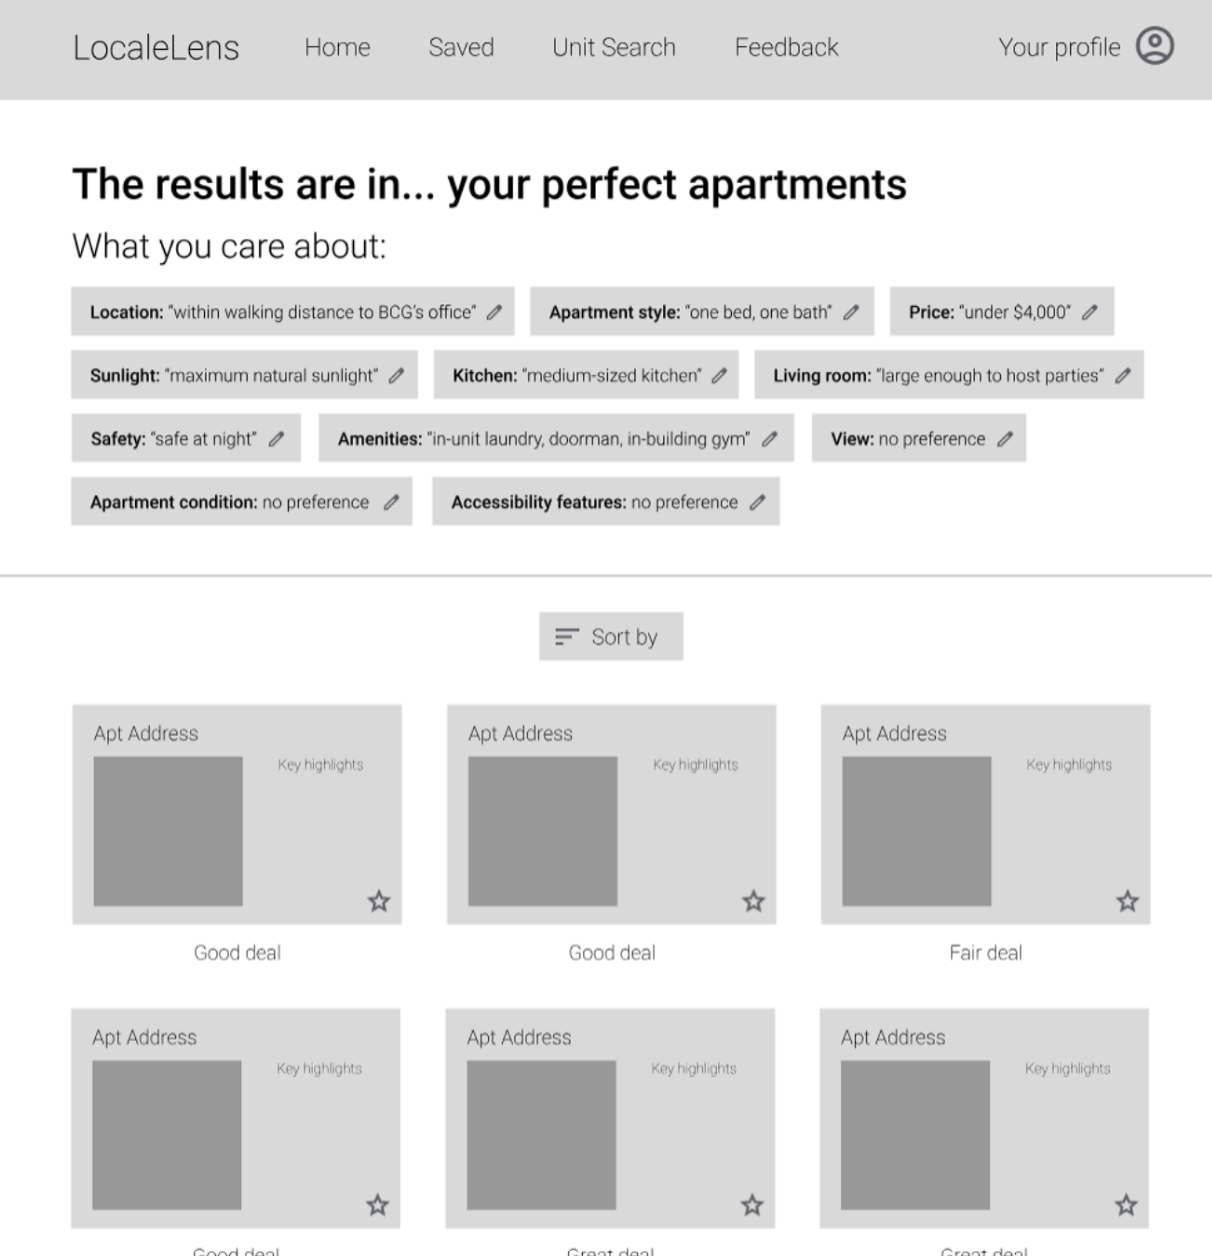 LocaleLens Home Saved Unit Search Feedback Your profile
The results are in... your perfect apartments
What you care about:
Location: "within walking distance to BCG's office" Apartment style: "one bed, one bath" Price: "under $4,000"
Sunlight: "maximum natural sunlight" Kitchen: "medium-sized kitchen" Living room: "large enough to host parties"
Safety: "safe at night" Amenities: "in-unit laundry, doorman, in-building gym" View: no preference
Apartment condition: no preference Accessibility features: no preference
Sort by
Apt Address Apt Address Apt Address
Key highlights Key highlights Key highlights
Good deal Good deal Fair deal
Apt Address Apt Address Apt Address
Key highlights Key highlights Key highlights
Good deal Great deal Great deal